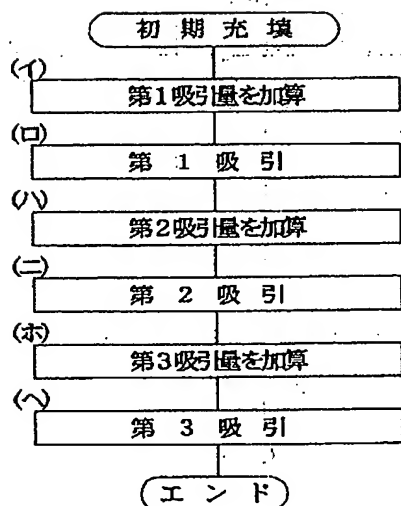 初期充填
(イ)
第1吸引量を加算
(ロ)
第1吸引
(ハ)
第2吸引量を加算
(ニ)
第2吸引
(ホ)
第3吸引量を加算
(ヘ)
第3吸引
エンド